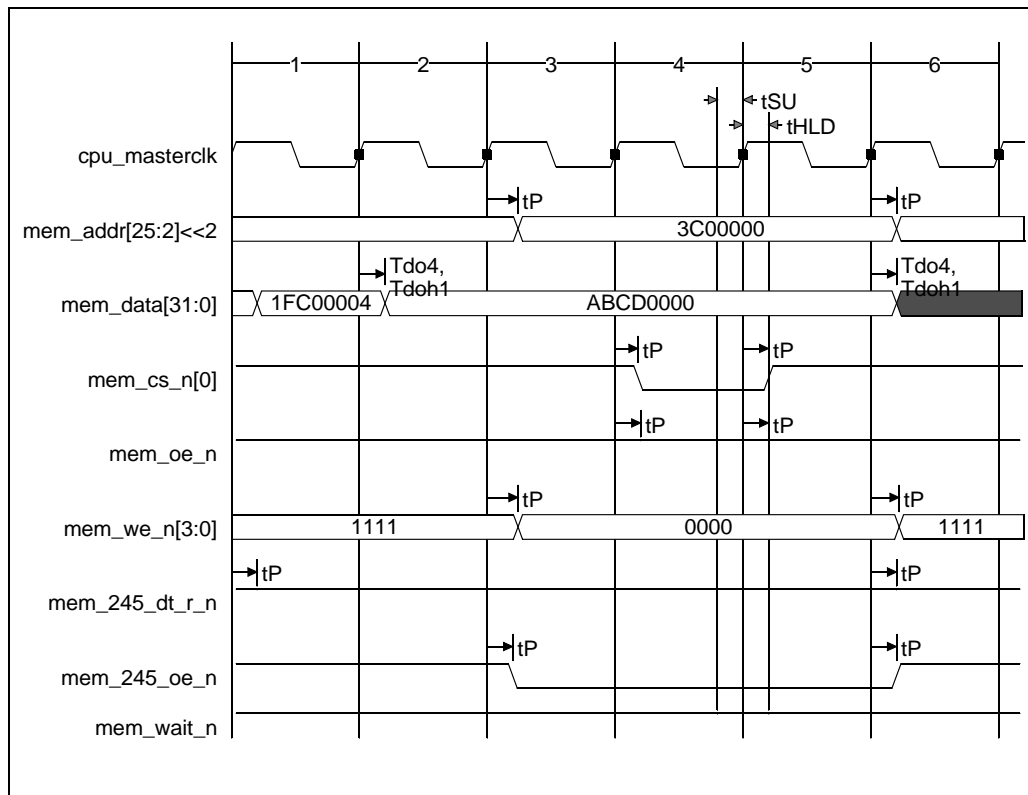 1 2 3 4 5 6
tSU
tHLD
cpu_masterclk
tP tP
mem_addr[25:2]<<2 3C00000
Tdo4, Tdo4,
Tdoh1 Tdoh1
mem_data[31:0] 1FC00004 ABCD0000
tP tP
mem_cs_n[0]
tP tP
mem_oe_n
tP tP
mem_we_n[3:0] 1111 0000 1111
tP tP
mem_245_dt_r_n
tP tP
mem_245_oe_n
mem_wait_n